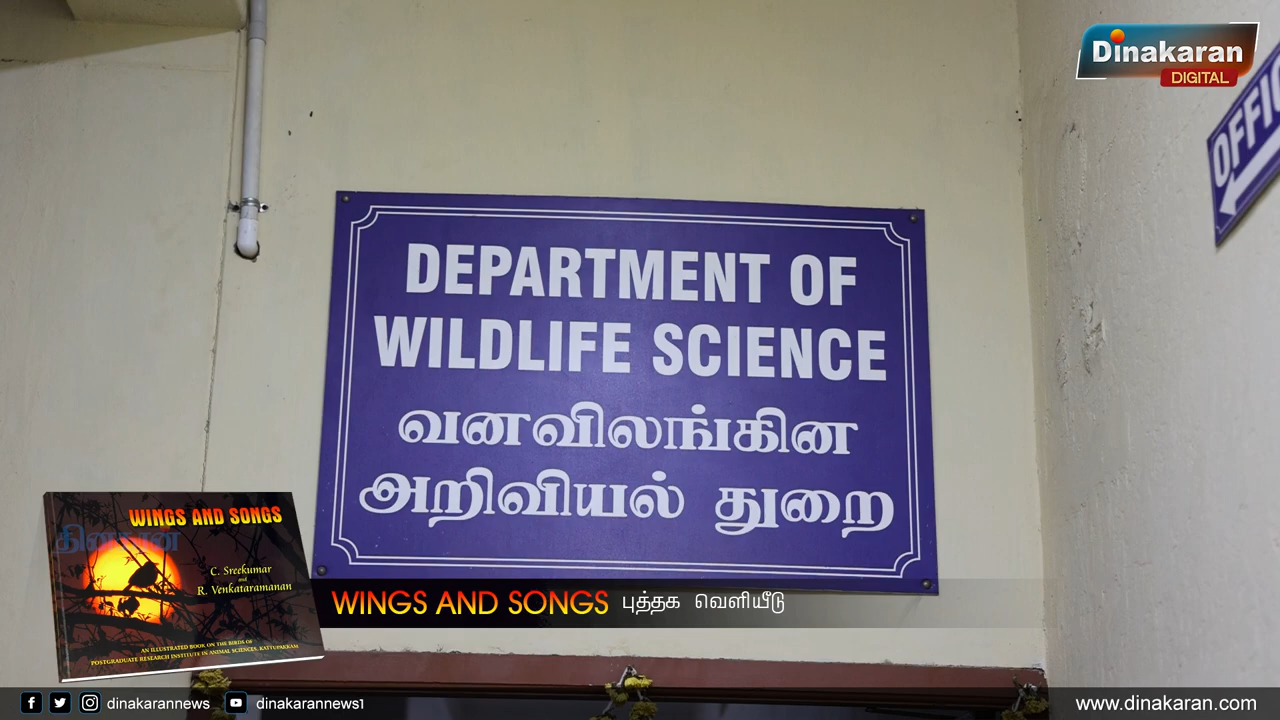 Dinakaran
DIGITAL
OFFIC
DEPARTMENT OF
WILDLIFE SCIENCE
வனவிலங்கின
அறிவியல் துறை
WINGS AND SONGS
C. Sreekumar
and
R. Venkataramanan
AN ILLUSTRATED BOOK ON THE BIRDS OF
POSTGRADUATE RESEARCH INSTITUTE IN ANIMAL SCIENCES, KATTUPAKKAM
WINGS AND SONGS புத்தக வெளியீடு
dinakarannews
dinakarannews1
www.dinakaran.com